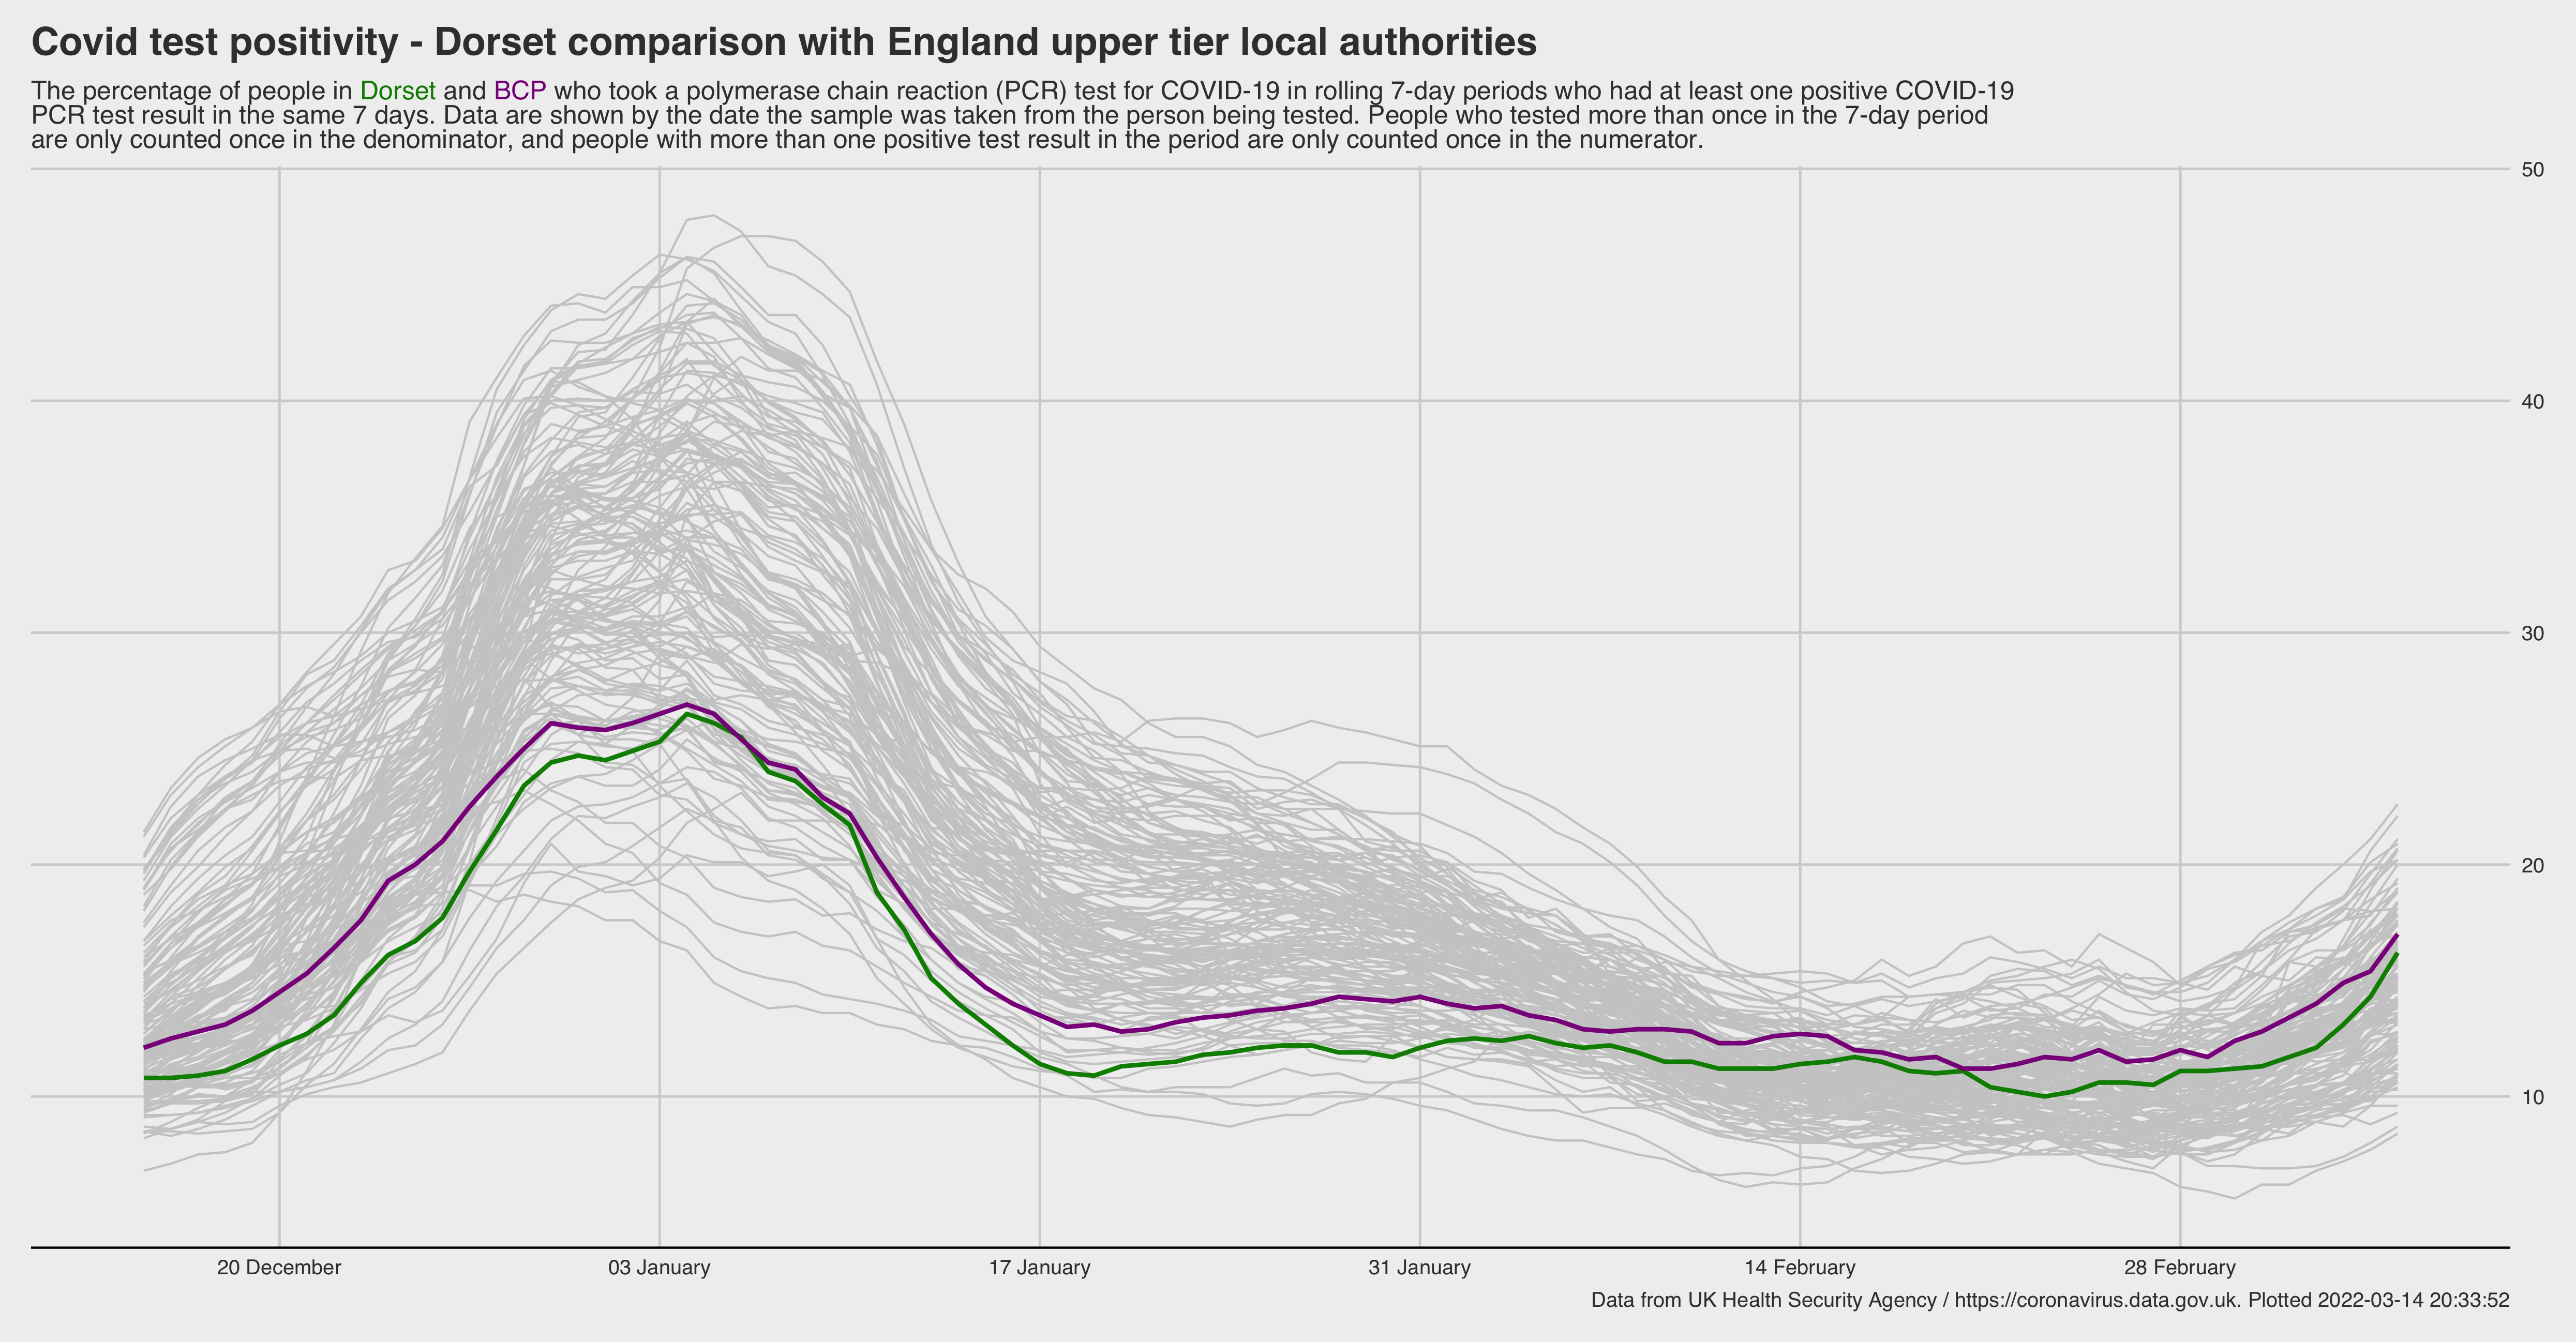 Covid test positivity - Dorset comparison with England upper tier local authorities
The percentage of people in Dorset and BCP who took a polymerase chain reaction (PCR) test for COVID-19 in rolling 7-day periods who had at least one positive COVID-19
PCR test result in the same 7 days. Data are shown by the date the sample was taken from the person being tested. People who tested more than once in the 7-day period
are only counted once in the denominator, and people with more than one positive test result in the period are only counted once in the numerator.
50
40
30
20
10
20 December
03 January
17 January
31 January
14 February
28 February
Data from UK Health Security Agency / https://coronavirus.data.gov.uk. Plotted 2022-03-14 20:33:52